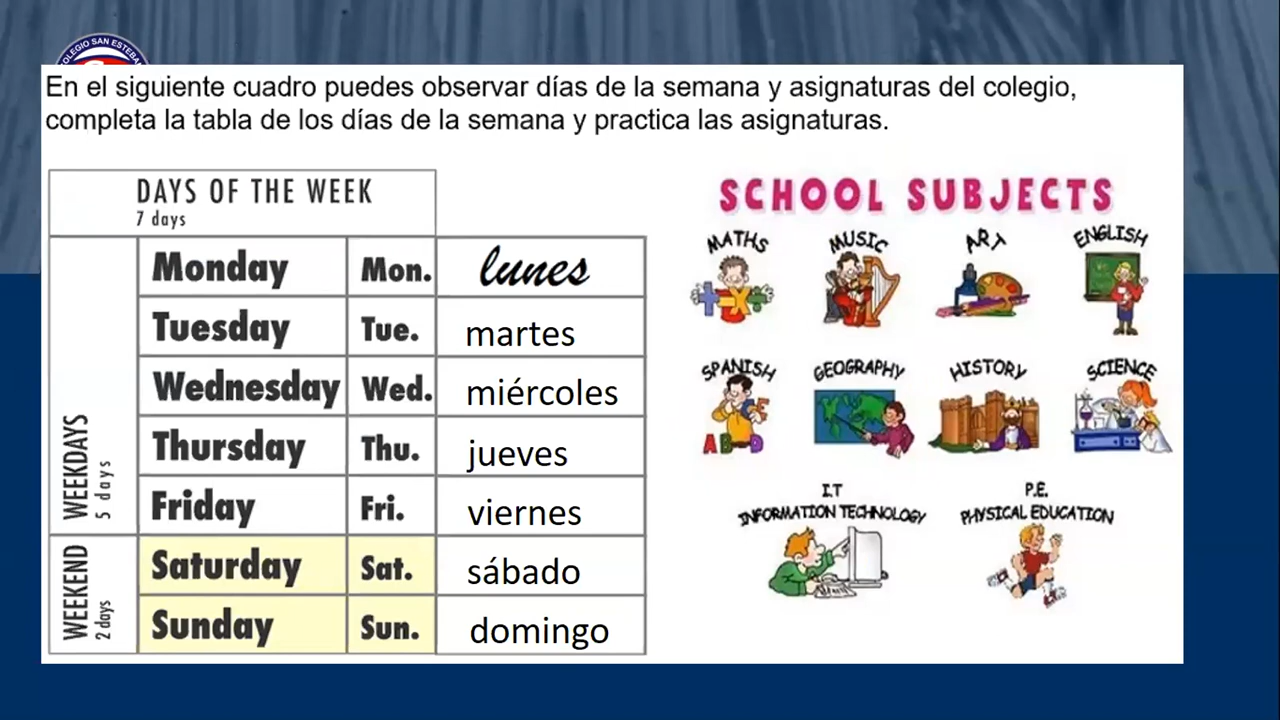 COLEGIO SAN ESTEBA
En el siguiente cuadro puedes observar días de la semana y asignaturas del colegio,
completa la tabla de los días de la semana y practica las asignaturas.
DAYS OF THE WEEK
7 days
WEEKDAYS
5 days
Monday Mon. lunes
Tuesday Tue. martes
Wednesday Wed. miércoles
Thursday Thu. jueves
Friday Fri. viernes
WEEKEND
2 days
Saturday Sat. sábado
Sunday Sun. domingo
SCHOOL SUBJECTS
MATHS MUSIC ART ENGLISH
SPANISH GEOGRAPHY HISTORY SCIENCE
A B D E F
I.T
INFORMATION TECHNOLOGY
P.E.
PHYSICAL EDUCATION